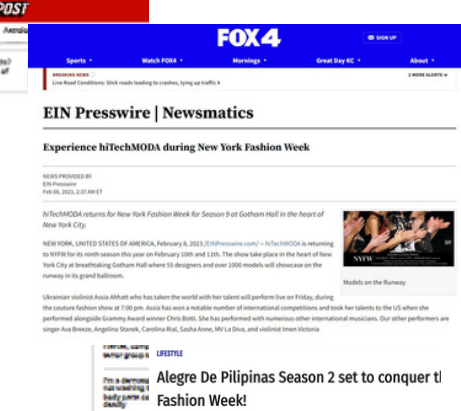 POST
FOX 4
SIGN UP
Sports
Watch FOX4
Mornings
Great Day KC
About
BREAKING NEWS
2 MORE ALERTS
Live Road Conditions: Slick roads leading to crashes, tying up traffic
EIN Presswire | Newsmatics
Experience hiTechMODA during New York Fashion Week
NEWS PROVIDED BY
EIN Presswire
Feb 08, 2023, 2:37 AM ET
hiTechMODA returns for New York Fashion Week for Season 9 at Gotham Hall in the heart of
New York City.
NEW YORK, UNITED STATES OF AMERICA, February 8, 2023 /EINPresswire.com/ -- hiTechMODA is returning
to NYFW for its ninth season this year on February 10th and 11th. The show take place in the heart of New
York City at breathtaking Gotham Hall where 55 designers and over 1000 models will showcase on the
runway in its grand ballroom.
NYFW
Models on the Runway
Ukrainian violinist Assia Ahhatt who has taken the world with her talent will perform live on Friday, during
the couture fashion show at 7:00 pm. Assia has won a notable number of international competitions and took her talents to the US when she
performed alongside Grammy Award winner Chris Botti. She has performed with numerous other international musicians. Our other performers are
singer Ava Breeze, Angelina Stanek, Carolina Rial, Sasha Anne, MV La Diva, and violinist Imen Victoria
LIFESTYLE
Alegre De Pilipinas Season 2 set to conquer t
Fashion Week!